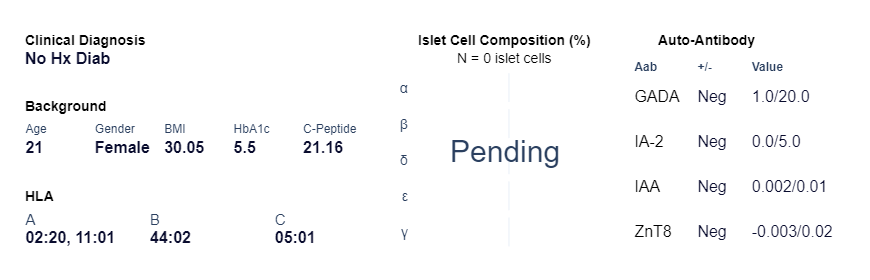 Clinical Diagnosis
No Hx Diab
Background
Age Gender BMI HbA1c C-Peptide
21 Female 30.05 5.5 21.16
HLA
A B C
02:20, 11:01 44:02 05:01
Islet Cell Composition (%)
N = 0 islet cells
α
β
Pending
δ
ε
γ
Auto-Antibody
Aab +/- Value
GADA Neg 1.0/20.0
IA-2 Neg 0.0/5.0
IAA Neg 0.002/0.01
ZnT8 Neg -0.003/0.02